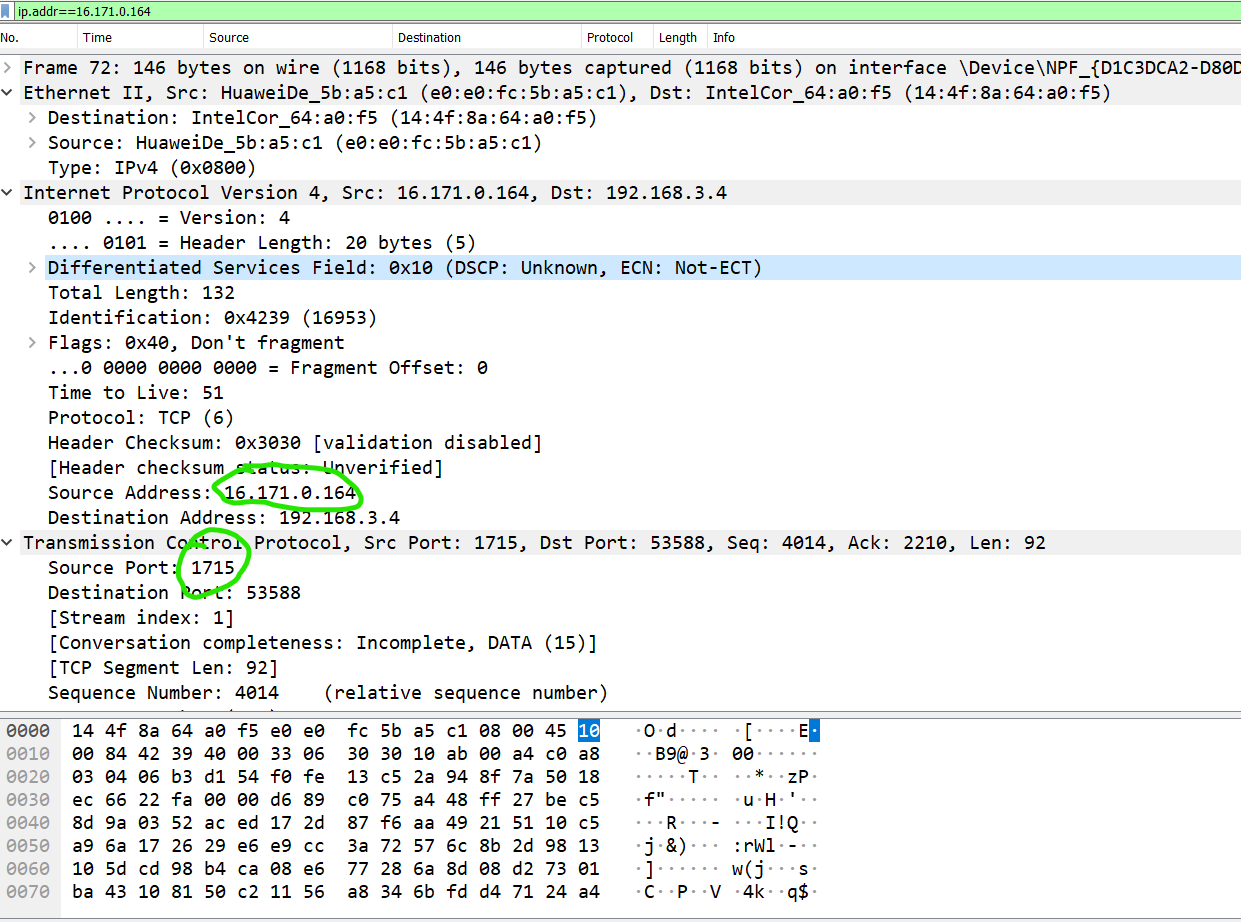 ip.addr==16.171.0.164
No. Time Source Destination Protocol Length Info
Frame 72: 146 bytes on wire (1168 bits), 146 bytes captured (1168 bits) on interface \Device\NPF_{D1C3DCA2-D80D
Ethernet II, Src: HuaweiDe_5b:a5:c1 (e0:e0:fc:5b:a5:c1), Dst: IntelCor_64:a0:f5 (14:4f:8a:64:a0:f5)
Destination: IntelCor_64:a0:f5 (14:4f:8a:64:a0:f5)
Source: HuaweiDe_5b:a5:c1 (e0:e0:fc:5b:a5:c1)
Type: IPv4 (0x0800)
Internet Protocol Version 4, Src: 16.171.0.164, Dst: 192.168.3.4
0100 .... = Version: 4
.... 0101 = Header Length: 20 bytes (5)
Differentiated Services Field: 0x10 (DSCP: Unknown, ECN: Not-ECT)
Total Length: 132
Identification: 0x4239 (16953)
Flags: 0x40, Don't fragment
...0 0000 0000 0000 = Fragment Offset: 0
Time to Live: 51
Protocol: TCP (6)
Header Checksum: 0x3030 [validation disabled]
[Header checksum status: Unverified]
Source Address: 16.171.0.164
Destination Address: 192.168.3.4
Transmission Control Protocol, Src Port: 1715, Dst Port: 53588, Seq: 4014, Ack: 2210, Len: 92
Source Port: 1715
Destination Port: 53588
[Stream index: 1]
[Conversation completeness: Incomplete, DATA (15)]
[TCP Segment Len: 92]
Sequence Number: 4014 (relative sequence number)
0000 14 4f 8a 64 a0 f5 e0 e0 fc 5b a5 c1 08 00 45 10 ·O·d···· ·[····E·
0010 00 84 42 39 40 00 33 06 30 30 10 ab 00 a4 c0 a8 ··B9@·3· 00······
0020 03 04 06 b3 d1 54 f0 fe 13 c5 2a 94 8f 7a 50 18 ·····T·· ··*··zP·
0030 ec 66 22 fa 00 00 d6 89 c0 75 a4 48 ff 27 be c5 ·f"····· ·u·H·'··
0040 8d 9a 03 52 ac ed 17 2d 87 f6 aa 49 21 51 10 c5 ···R···- ···I!Q··
0050 a9 6a 17 26 29 e6 e9 cc 3a 72 57 6c 8b 2d 98 13 ·j·&)··· :rWl·-··
0060 10 5d cd 98 b4 ca 08 e6 77 28 6a 8d 08 d2 73 01 ·]······ w(j···s·
0070 ba 43 10 81 50 c2 11 56 a8 34 6b fd d4 71 24 a4 ·C··P··V ·4k··q$·